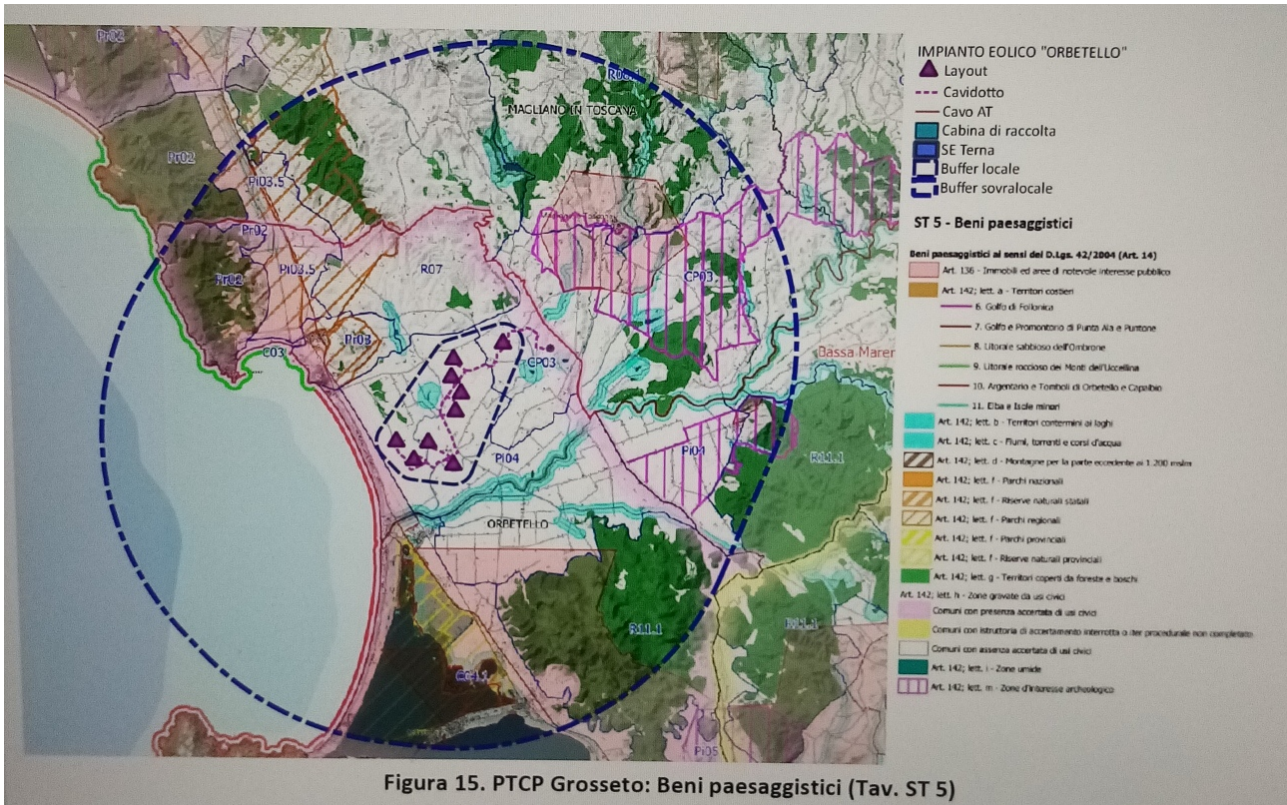 Pr02
R07
MAGLIANO IN TOSCANA
Pr02
Pi03.5
Pr02
Pi03.5
R07
CP03
Pr02
Pi03
C03
CP03
Bassa Marer
Pi04
Pi04
R11.1
ORBETELLO
R11.1
R11.1
CC4.1
Pi05
IMPIANTO EOLICO "ORBETELLO"
Layout
Cavidotto
Cavo AT
Cabina di raccolta
SE Terna
Buffer locale
Buffer sovralocale
ST 5 - Beni paesaggistici
Beni paesaggistici ai sensi del D.Lgs. 42/2004 (Art. 14)
Art. 136 - Immobili ed aree di notevole interesse pubblico
Art. 142; lett. a - Territori costieri
6. Golfo di Follonica
7. Golfo e Promontorio di Punta Ala e Puntone
8. Litorale sabbioso dell'Ombrone
9. Litorale roccioso dei Monti dell'Uccellina
10. Argentario e Tomboli di Orbetello e Capalbio
11. Elba e Isole minori
Art. 142; lett. b - Territori contermini ai laghi
Art. 142; lett. c - Fiumi, torrenti e corsi d'acqua
Art. 142; lett. d - Montagne per la parte eccedente ai 1.200 mslm
Art. 142; lett. f - Parchi nazionali
Art. 142; lett. f - Riserve naturali statali
Art. 142; lett. f - Parchi regionali
Art. 142; lett. f - Parchi provinciali
Art. 142; lett. f - Riserve naturali provinciali
Art. 142; lett. g - Territori coperti da foreste e boschi
Art. 142; lett. h - Zone gravate da usi civici
Comuni con presenza accertata di usi civici
Comuni con istruttoria di accertamento interrotta o iter procedurale non completato
Comuni con assenza accertata di usi civici
Art. 142; lett. i - Zone umide
Art. 142; lett. m - Zone d'interesse archeologico
Figura 15. PTCP Grosseto: Beni paesaggistici (Tav. ST 5)